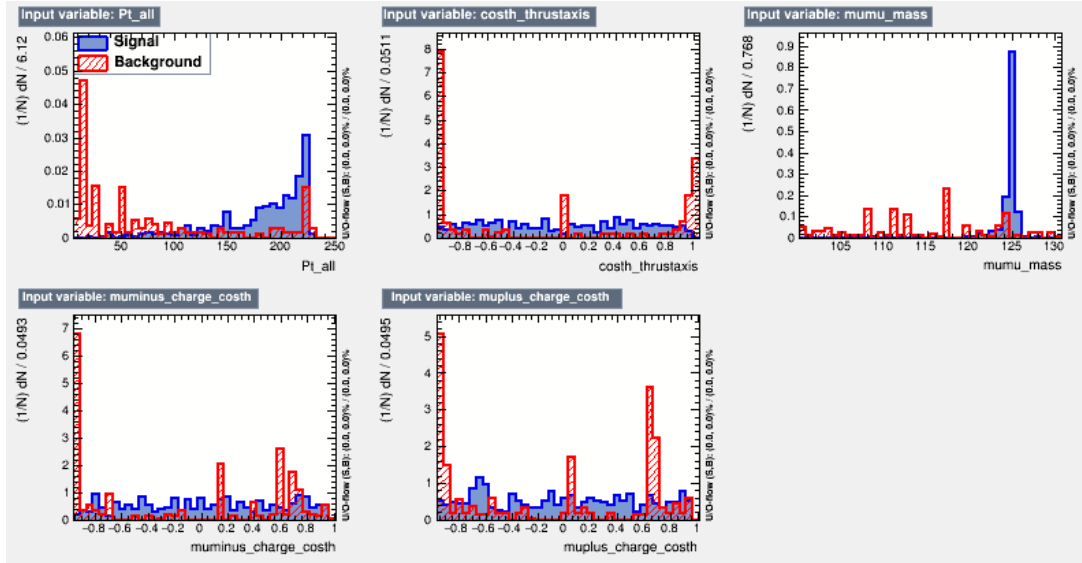 Input variable: Pt_all
(1/N) dN / 6.12
0.06
0.05
0.04
0.03
0.02
0.01
0
Signal
Background
50 100 150 200 250
Pt_all
U/O-flow (S,B): (0.0, 0.0)% / (0.0, 0.0)%
Input variable: costh_thrustaxis
(1/N) dN / 0.0511
8
7
6
5
4
3
2
1
0
−0.8 −0.6 −0.4 −0.2 0 0.2 0.4 0.6 0.8 1
costh_thrustaxis
U/O-flow (S,B): (0.0, 0.0)% / (0.0, 0.0)%
Input variable: mumu_mass
(1/N) dN / 0.768
0.9
0.8
0.7
0.6
0.5
0.4
0.3
0.2
0.1
0
105 110 115 120 125 130
mumu_mass
U/O-flow (S,B): (0.0, 0.0)% / (0.0, 0.0)%
Input variable: muminus_charge_costh
(1/N) dN / 0.0493
7
6
5
4
3
2
1
0
−0.8 −0.6 −0.4 −0.2 0 0.2 0.4 0.6 0.8 1
muminus_charge_costh
U/O-flow (S,B): (0.0, 0.0)% / (0.0, 0.0)%
Input variable: muplus_charge_costh
(1/N) dN / 0.0495
5
4
3
2
1
0
−0.8 −0.6 −0.4 −0.2 0 0.2 0.4 0.6 0.8 1
muplus_charge_costh
U/O-flow (S,B): (0.0, 0.0)% / (0.0, 0.0)%